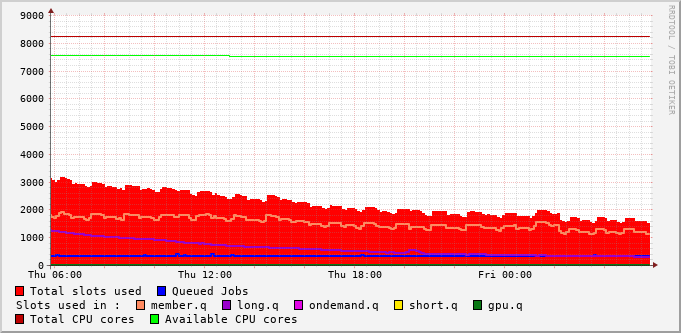 RRDTOOL / TOBI OETIKER
9000
8000
7000
6000
5000
4000
3000
2000
1000
0
Thu 06:00 Thu 12:00 Thu 18:00 Fri 00:00
Total slots used Queued Jobs
Slots used in : member.q long.q ondemand.q short.q gpu.q
Total CPU cores Available CPU cores